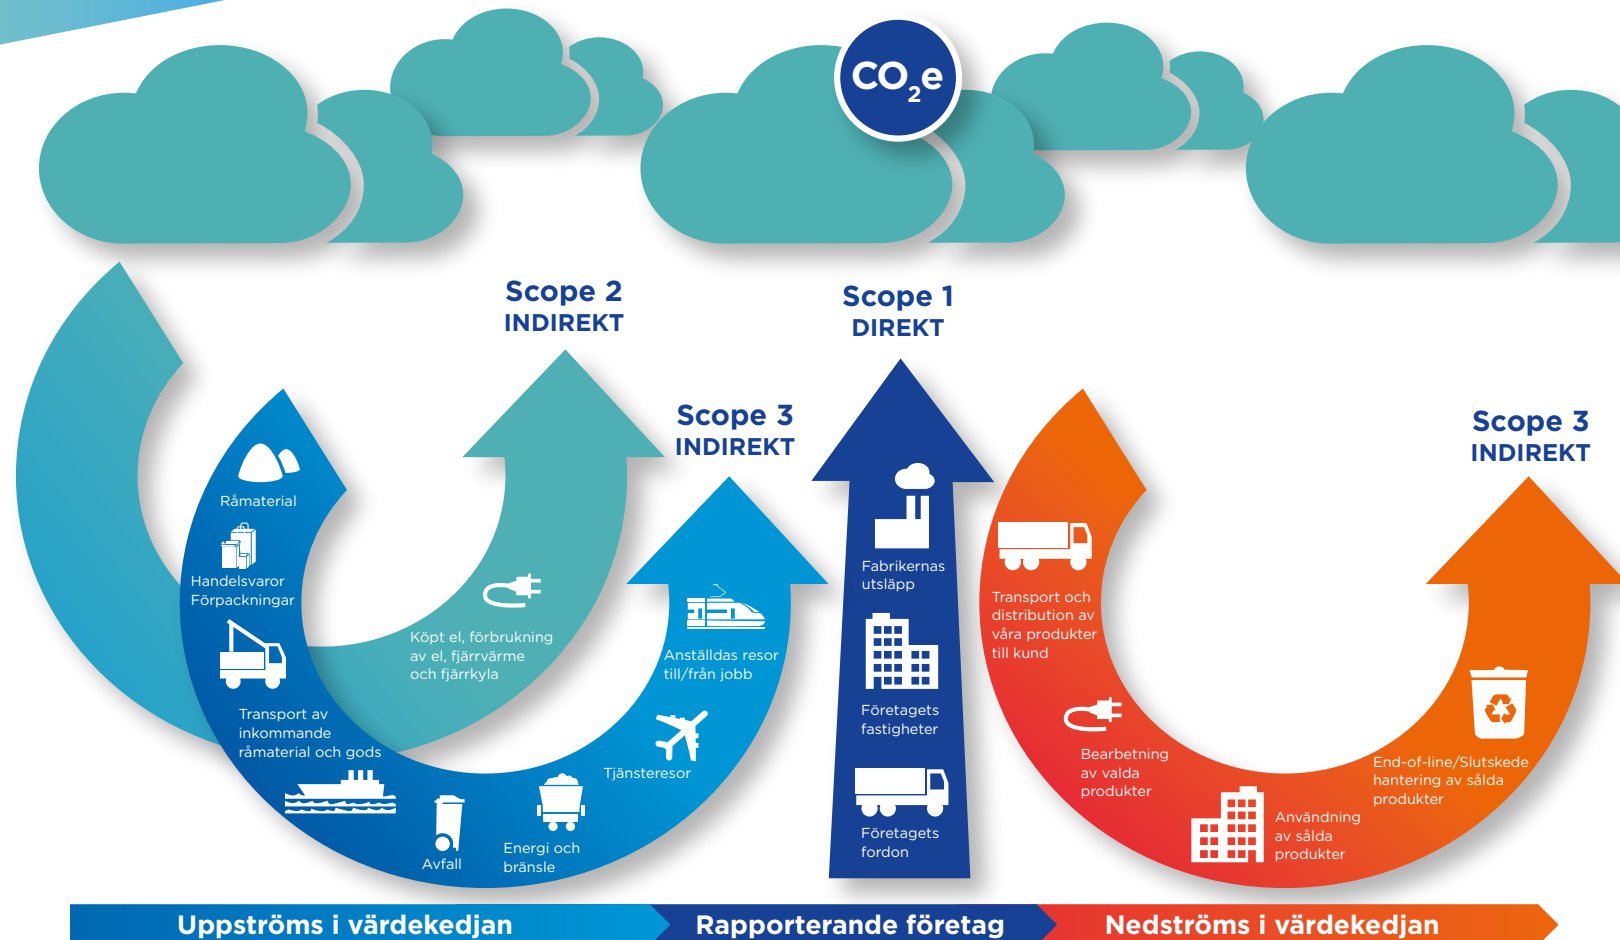 CO₂e
Scope 2
INDIREKT
Råmaterial
Handelsvaror
Förpackningar
Transport av
inkommande
råmaterial och gods
Avfall
Energi och
bränsle
Tjänsteresor
Anställdas resor
till/från jobb
Köpt el, förbrukning
av el, fjärrvärme
och fjärrkyla
Scope 3
INDIREKT
Scope 1
DIREKT
Fabrikernas
utsläpp
Företagets
fastigheter
Företagets
fordon
Transport och
distribution av
våra produkter
till kund
Bearbetning
av valda
produkter
Användning
av sålda
produkter
End-of-line/Slutskede
hantering av sålda
produkter
Scope 3
INDIREKT
Uppströms i värdekedjan
Rapporterande företag
Nedströms i värdekedjan